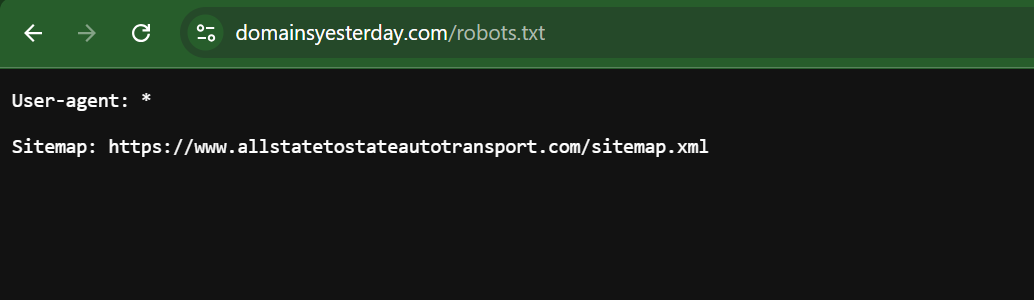 domainsyesterday.com/robots.txt
User-agent: *
Sitemap: https://www.allstatetostateautotransport.com/sitemap.xml